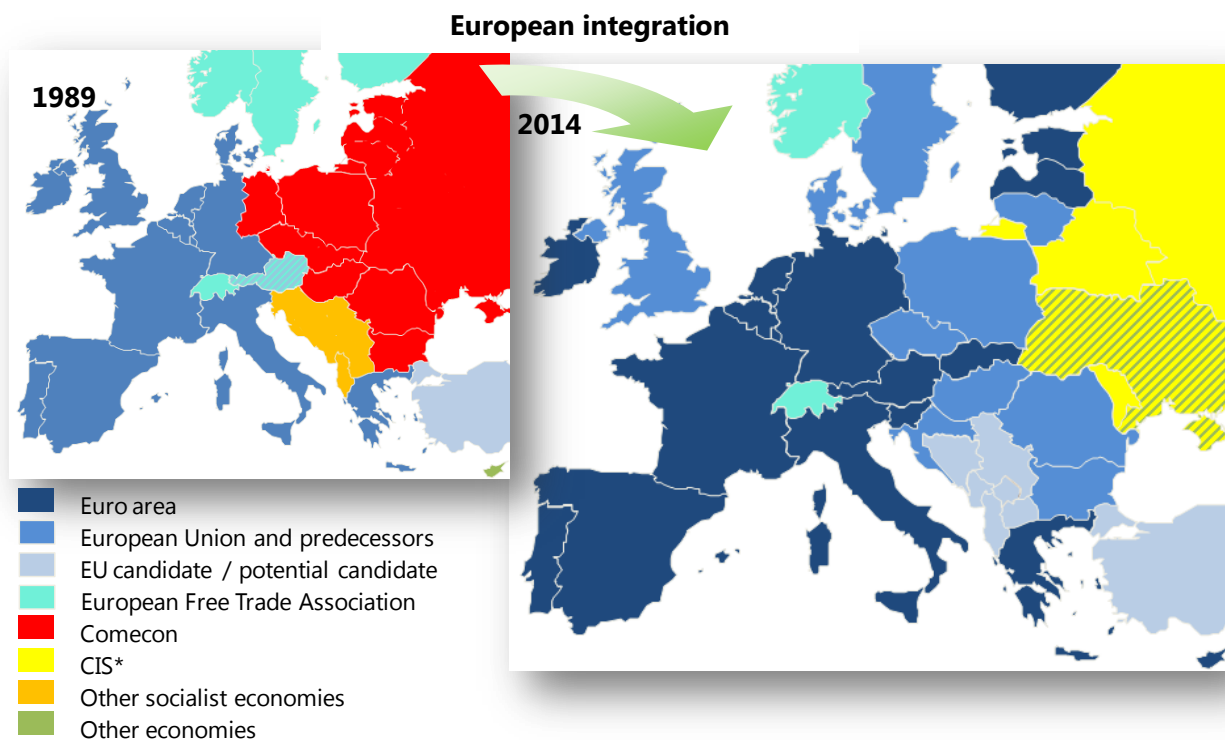 European integration
1989
2014
Euro area
European Union and predecessors
EU candidate / potential candidate
European Free Trade Association
Comecon
CIS*
Other socialist economies
Other economies